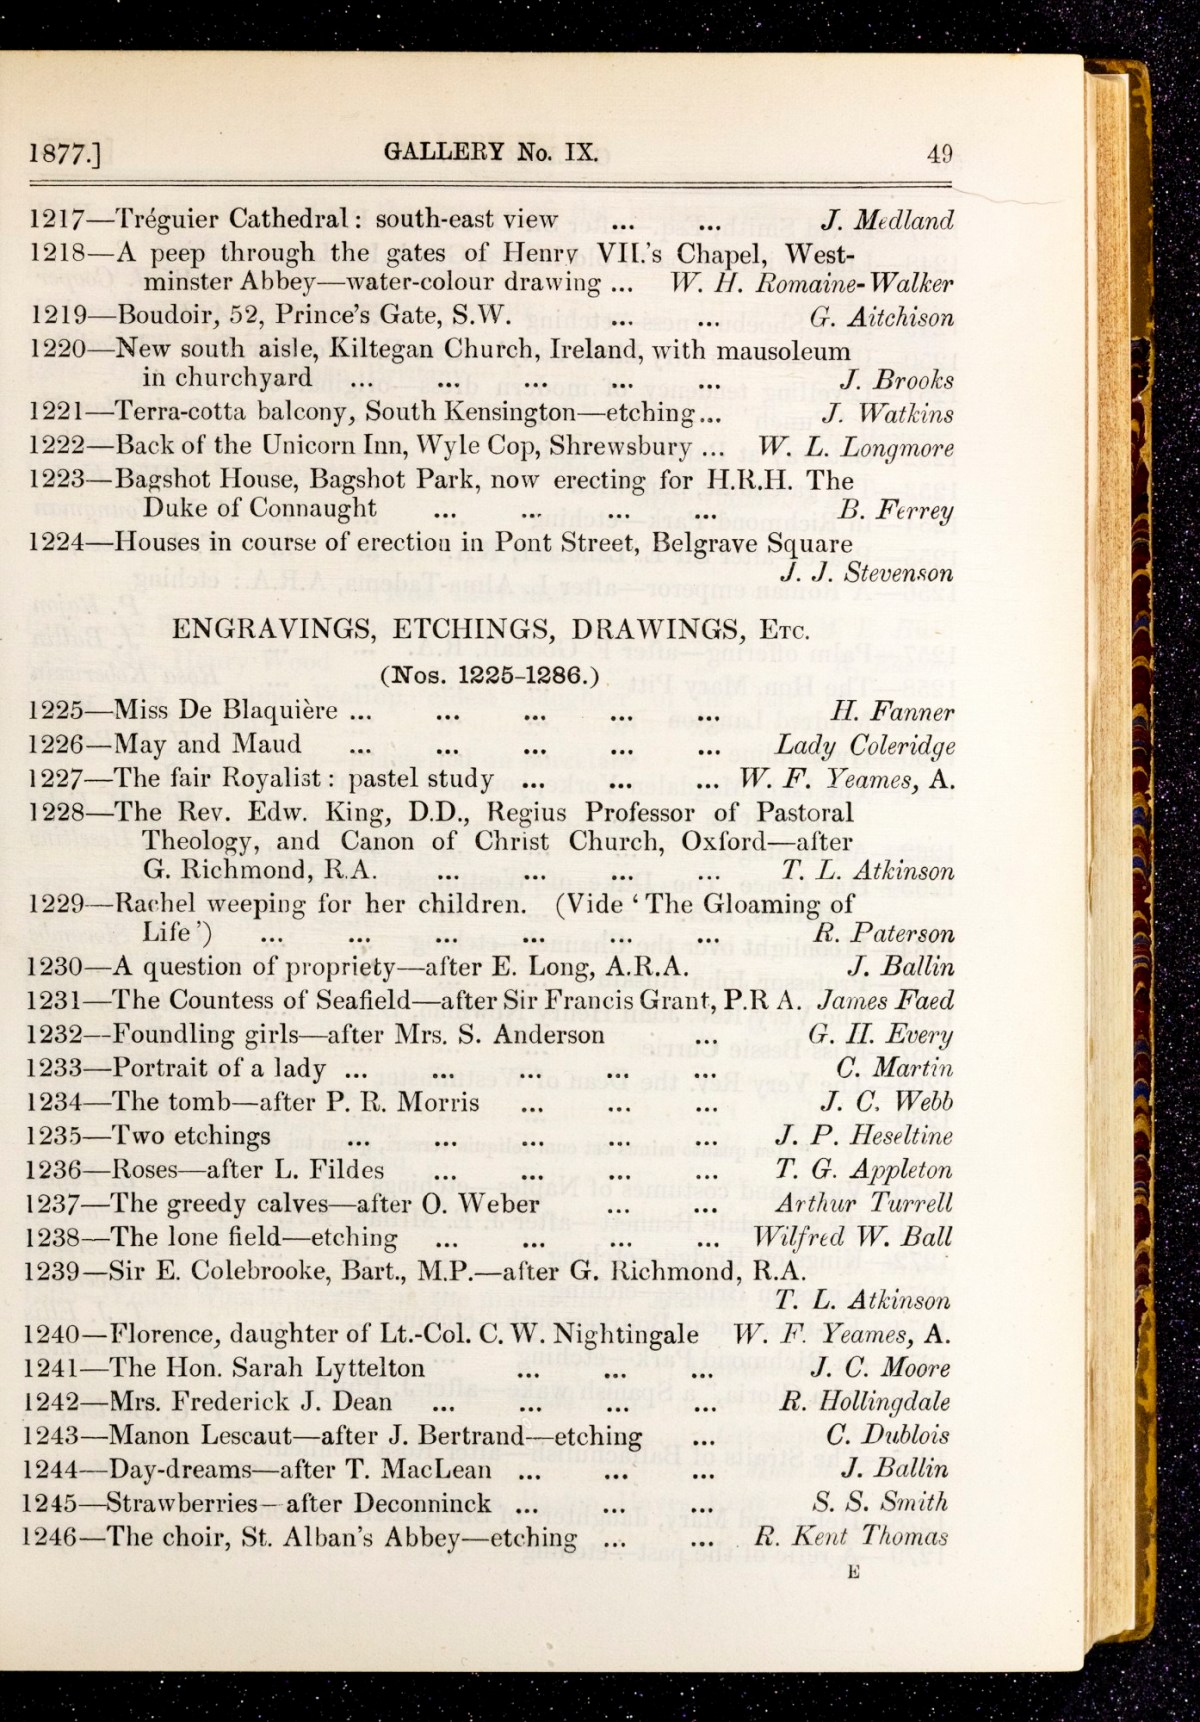 1877.] GALLERY No. IX. 49
1217—Tréguier Cathedral: south-east view ... ... J. Medland
1218—A peep through the gates of Henry VII.'s Chapel, West-
minster Abbey—water-colour drawing ... W. H. Romaine-Walker
1219—Boudoir, 52, Prince's Gate, S.W. ... ... G. Aitchison
1220—New south aisle, Kiltegan Church, Ireland, with mausoleum
in churchyard ... ... ... ... ... J. Brooks
1221—Terra-cotta balcony, South Kensington—etching... J. Watkins
1222—Back of the Unicorn Inn, Wyle Cop, Shrewsbury ... W. L. Longmore
1223—Bagshot House, Bagshot Park, now erecting for H.R.H. The
Duke of Connaught ... ... ... ... B. Ferrey
1224—Houses in course of erection in Pont Street, Belgrave Square
J. J. Stevenson
ENGRAVINGS, ETCHINGS, DRAWINGS, ETC.
(Nos. 1225-1286.)
1225—Miss De Blaquière ... ... ... ... ... H. Fanner
1226—May and Maud ... ... ... ... ... Lady Coleridge
1227—The fair Royalist: pastel study ... ... ... W. F. Yeames, A.
1228—The Rev. Edw. King, D.D., Regius Professor of Pastoral
Theology, and Canon of Christ Church, Oxford—after
G. Richmond, R.A. ... ... ... ... T. L. Atkinson
1229—Rachel weeping for her children. (Vide 'The Gloaming of
Life') ... ... ... ... ... ... R. Paterson
1230—A question of propriety—after E. Long, A.R.A. J. Ballin
1231—The Countess of Seafield—after Sir Francis Grant, P.R A. James Faed
1232—Foundling girls—after Mrs. S. Anderson ... G. H. Every
1233—Portrait of a lady ... ... ... ... ... C. Martin
1234—The tomb—after P. R. Morris ... ... ... J. C. Webb
1235—Two etchings ... ... ... ... ... J. P. Heseltine
1236—Roses—after L. Fildes ... ... ... ... T. G. Appleton
1237—The greedy calves—after O. Weber ... ... Arthur Turrell
1238—The lone field—etching ... ... ... ... Wilfred W. Ball
1239—Sir E. Colebrooke, Bart., M.P.—after G. Richmond, R.A.
T. L. Atkinson
1240—Florence, daughter of Lt.-Col. C. W. Nightingale W. F. Yeames, A.
1241—The Hon. Sarah Lyttelton ... ... ... J. C. Moore
1242—Mrs. Frederick J. Dean ... ... ... ... R. Hollingdale
1243—Manon Lescaut—after J. Bertrand—etching ... C. Dublois
1244—Day-dreams—after T. MacLean ... ... ... J. Ballin
1245—Strawberries—after Deconninck ... ... ... S. S. Smith
1246—The choir, St. Alban's Abbey—etching ... ... R. Kent Thomas
E